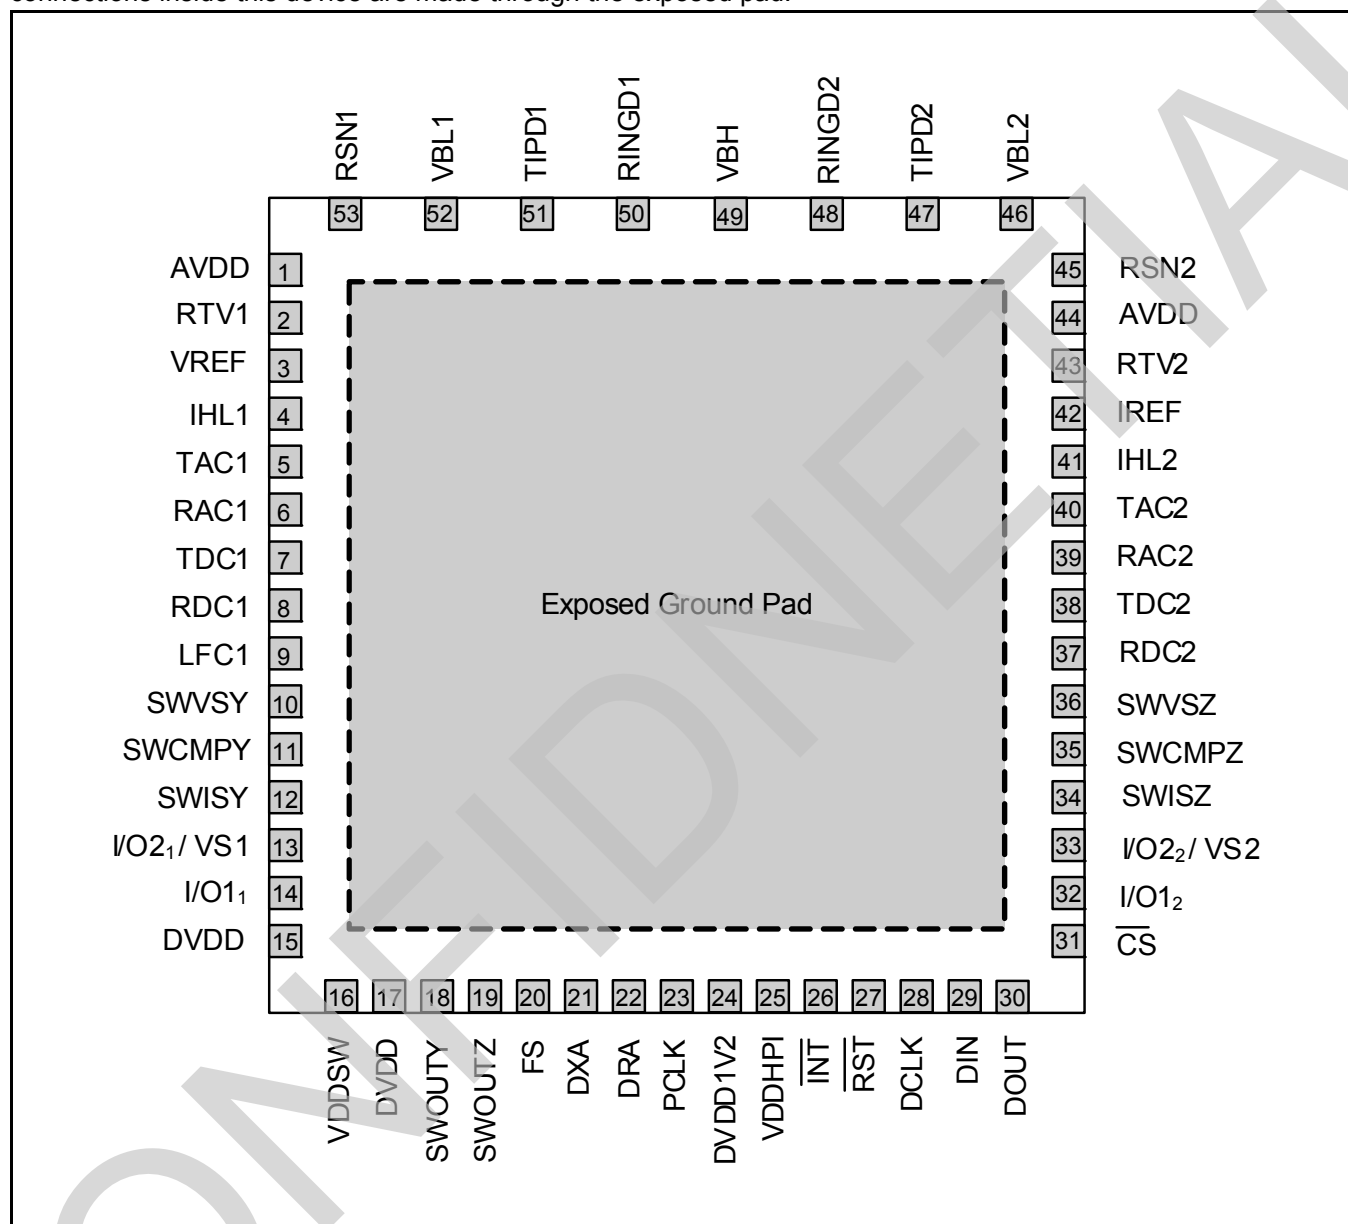 connections inside this device are made through the exposed pad.
RSN1 VBL1 TIPD1 RINGD1 VBH RINGD2 TIPD2 VBL2
53 52 51 50 49 48 47 46
AVDD 1 45 RSN2
RTV1 2 44 AVDD
VREF 3 43 RTV2
IHL1 4 42 IREF
TAC1 5 41 IHL2
RAC1 6 40 TAC2
TDC1 7 39 RAC2
RDC1 8 38 TDC2
Exposed Ground Pad
LFC1 9 37 RDC2
SWVSY 10 36 SWVSZ
SWCMPY 11 35 SWCMPZ
SWISY 12 34 SWISZ
I/O2₁/ VS1 13 33 I/O2₂/ VS2
I/O1₁ 14 32 I/O1₂
DVDD 15 31 C̅S̅
16 17 18 19 20 21 22 23 24 25 26 27 28 29 30
VDDSW DVDD SWOUTY SWOUTZ FS DXA DRA PCLK DVDD1V2 VDDHPI I̅N̅T̅ R̅S̅T̅ DCLK DIN DOUT
ONFIDNETIAL